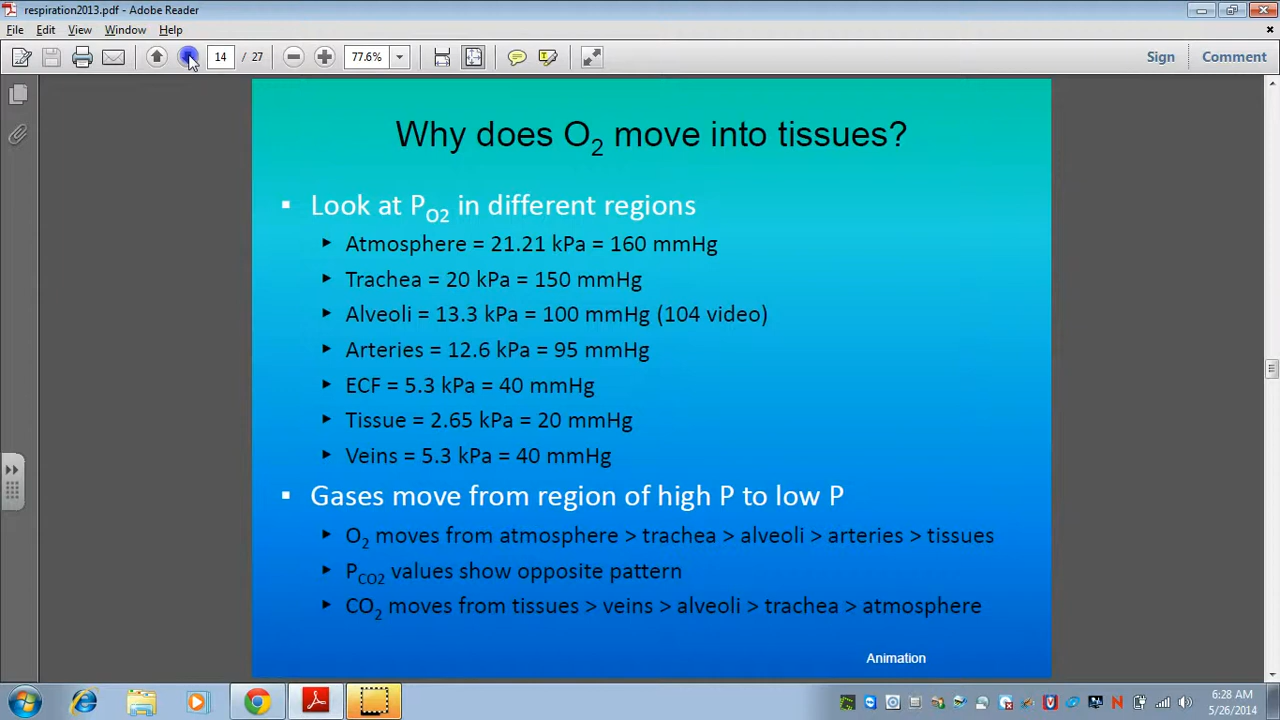 respiration2013.pdf - Adobe Reader
File Edit View Window Help
14 / 27 77.6% Sign Comment
Why does O2 move into tissues?
▪ Look at PO2 in different regions
‣ Atmosphere = 21.21 kPa = 160 mmHg
‣ Trachea = 20 kPa = 150 mmHg
‣ Alveoli = 13.3 kPa = 100 mmHg (104 video)
‣ Arteries = 12.6 kPa = 95 mmHg
‣ ECF = 5.3 kPa = 40 mmHg
‣ Tissue = 2.65 kPa = 20 mmHg
‣ Veins = 5.3 kPa = 40 mmHg
▪ Gases move from region of high P to low P
‣ O2 moves from atmosphere > trachea > alveoli > arteries > tissues
‣ PCO2 values show opposite pattern
‣ CO2 moves from tissues > veins > alveoli > trachea > atmosphere
Animation
6:28 AM
5/26/2014